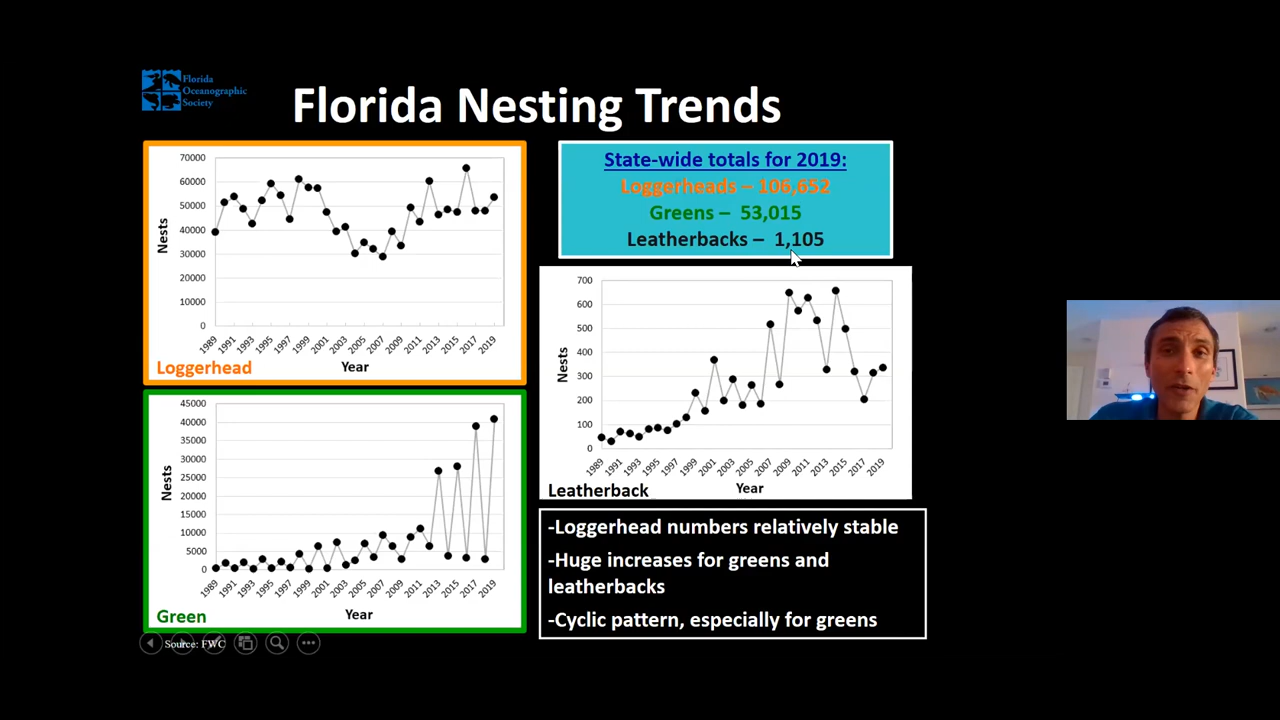 Florida
Oceanographic
Society
Florida Nesting Trends
70000
60000
50000
40000
30000
20000
10000
0
Nests
1989 1991 1993 1995 1997 1999 2001 2003 2005 2007 2009 2011 2013 2015 2017 2019
Year
Loggerhead
State-wide totals for 2019:
Loggerheads – 106,652
Greens – 53,015
Leatherbacks – 1,105
700
600
500
400
300
200
100
0
Nests
1989 1991 1993 1995 1997 1999 2001 2003 2005 2007 2009 2011 2013 2015 2017 2019
Year
Leatherback
45000
40000
35000
30000
25000
20000
15000
10000
5000
0
Nests
1989 1991 1993 1995 1997 1999 2001 2003 2005 2007 2009 2011 2013 2015 2017 2019
Year
Green
-Loggerhead numbers relatively stable
-Huge increases for greens and
leatherbacks
-Cyclic pattern, especially for greens
Source: FWC